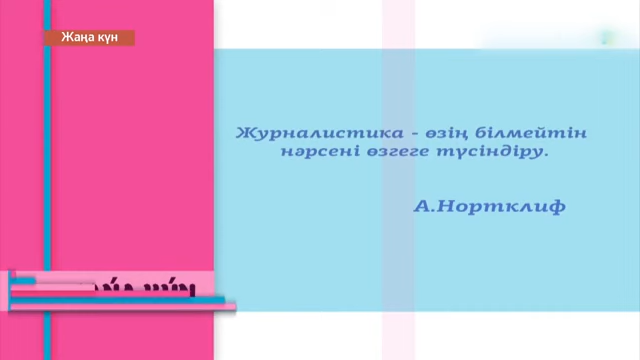 Жаңа күн
Журналистика - өзің білмейтін
нәрсені өзгеге түсіндіру.
А.Нортклиф